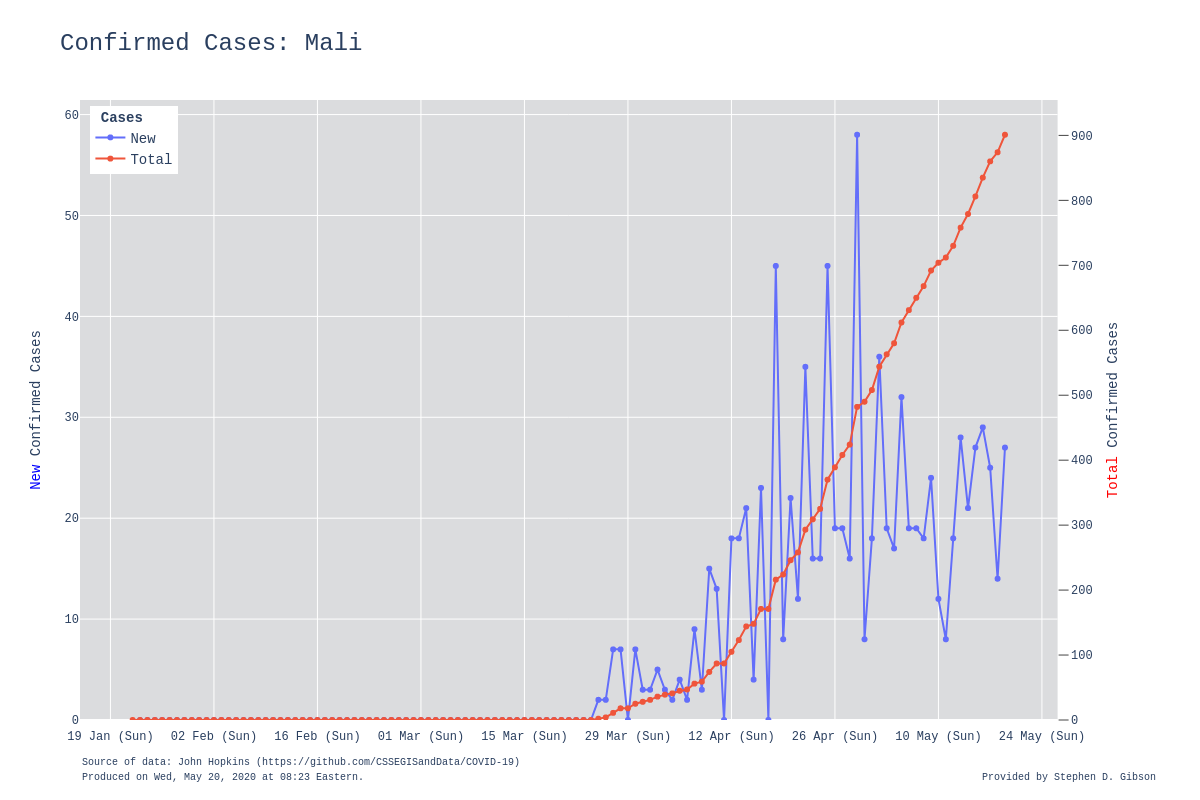 Confirmed Cases: Mali
Cases
New
Total
60
50
40
30
20
10
0
900
800
700
600
500
400
300
200
100
0
New Confirmed Cases
Total Confirmed Cases
19 Jan (Sun) 02 Feb (Sun) 16 Feb (Sun) 01 Mar (Sun) 15 Mar (Sun) 29 Mar (Sun) 12 Apr (Sun) 26 Apr (Sun) 10 May (Sun) 24 May (Sun)
Source of data: John Hopkins (https://github.com/CSSEGISandData/COVID-19)
Produced on Wed, May 20, 2020 at 08:23 Eastern.
Provided by Stephen D. Gibson